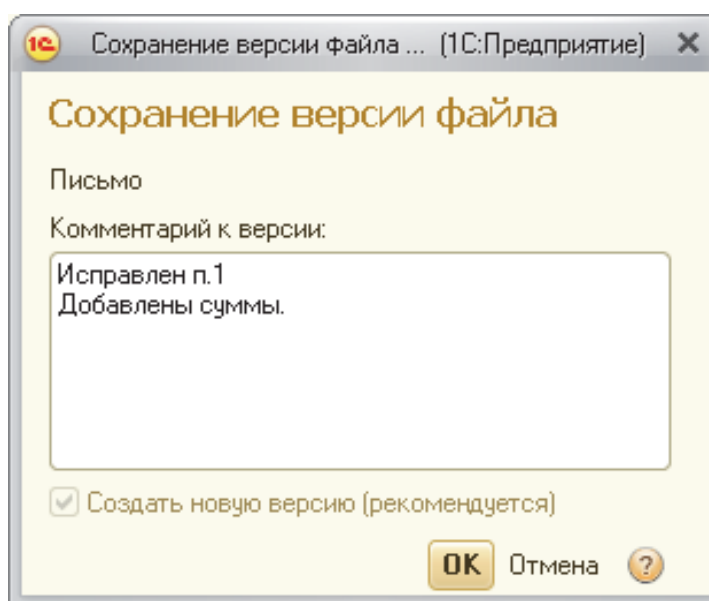 1С Сохранение версии файла ... (1С:Предприятие)
Сохранение версии файла
Письмо
Комментарий к версии:
Исправлен п.1
Добавлены суммы.
Создать новую версию (рекомендуется)
ОК Отмена ?